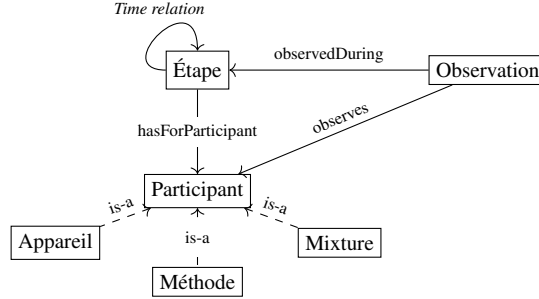 Time relation
Étape
observedDuring
Observation
hasForParticipant
observes
Participant
is-a
is-a
is-a
Appareil
Mixture
Méthode